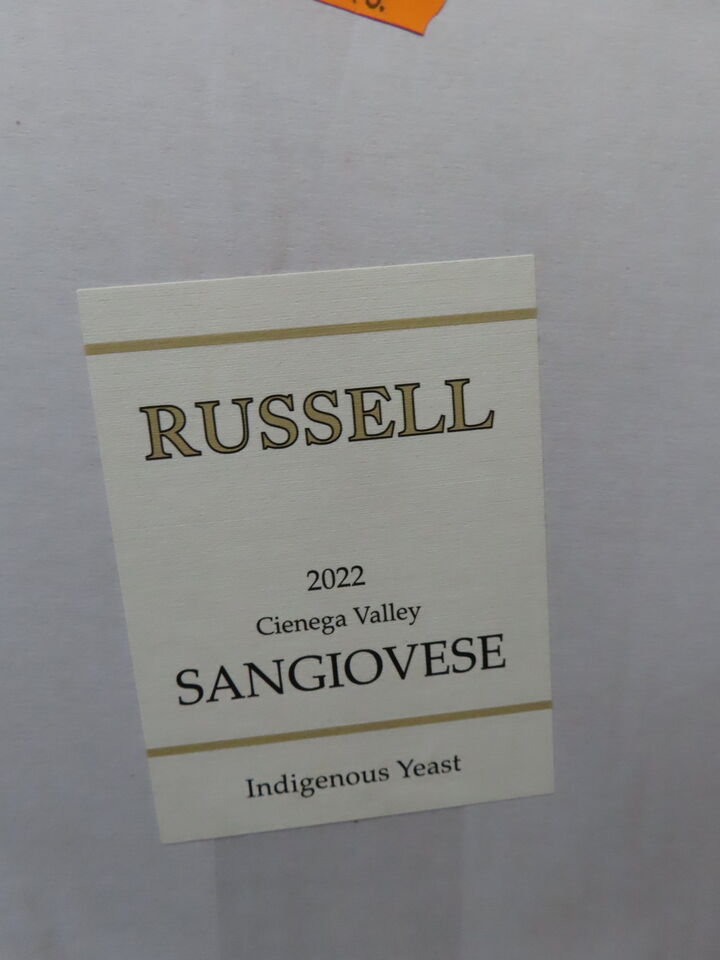 RUSSELL
2022
Cienega Valley
SANGIOVESE
Indigenous Yeast